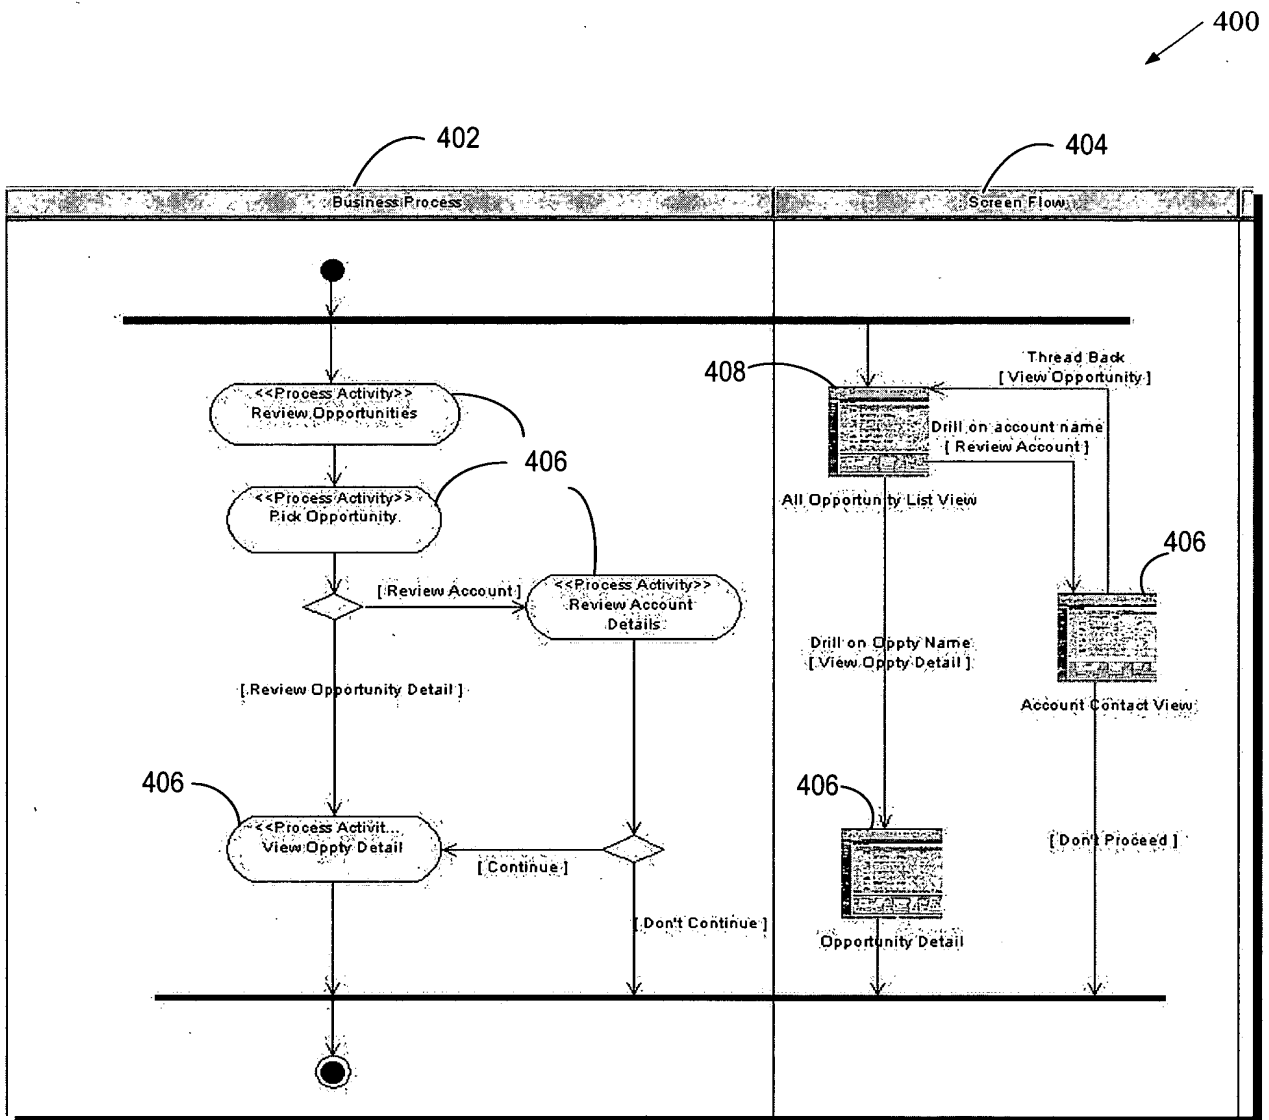 400
402
404
Business Process
Screen Flow
Thread Back
[ View Opportunity ]
408
<<Process Activity>>
Review Opportunities
Drill on account name
[ Review Account ]
406
<<Process Activity>>
Pick Opportunity
All Opportunity List View
406
[ Review Account ]
<<Process Activity>>
Review Account
Details
Drill on Oppty Name
[ View Oppty Detail ]
[ Review Opportunity Detail ]
Account Contact View
406
406
<<Process Activit...
View Oppty Detail
[ Continue ]
[ Don't Proceed ]
[ Don't Continue ]
Opportunity Detail